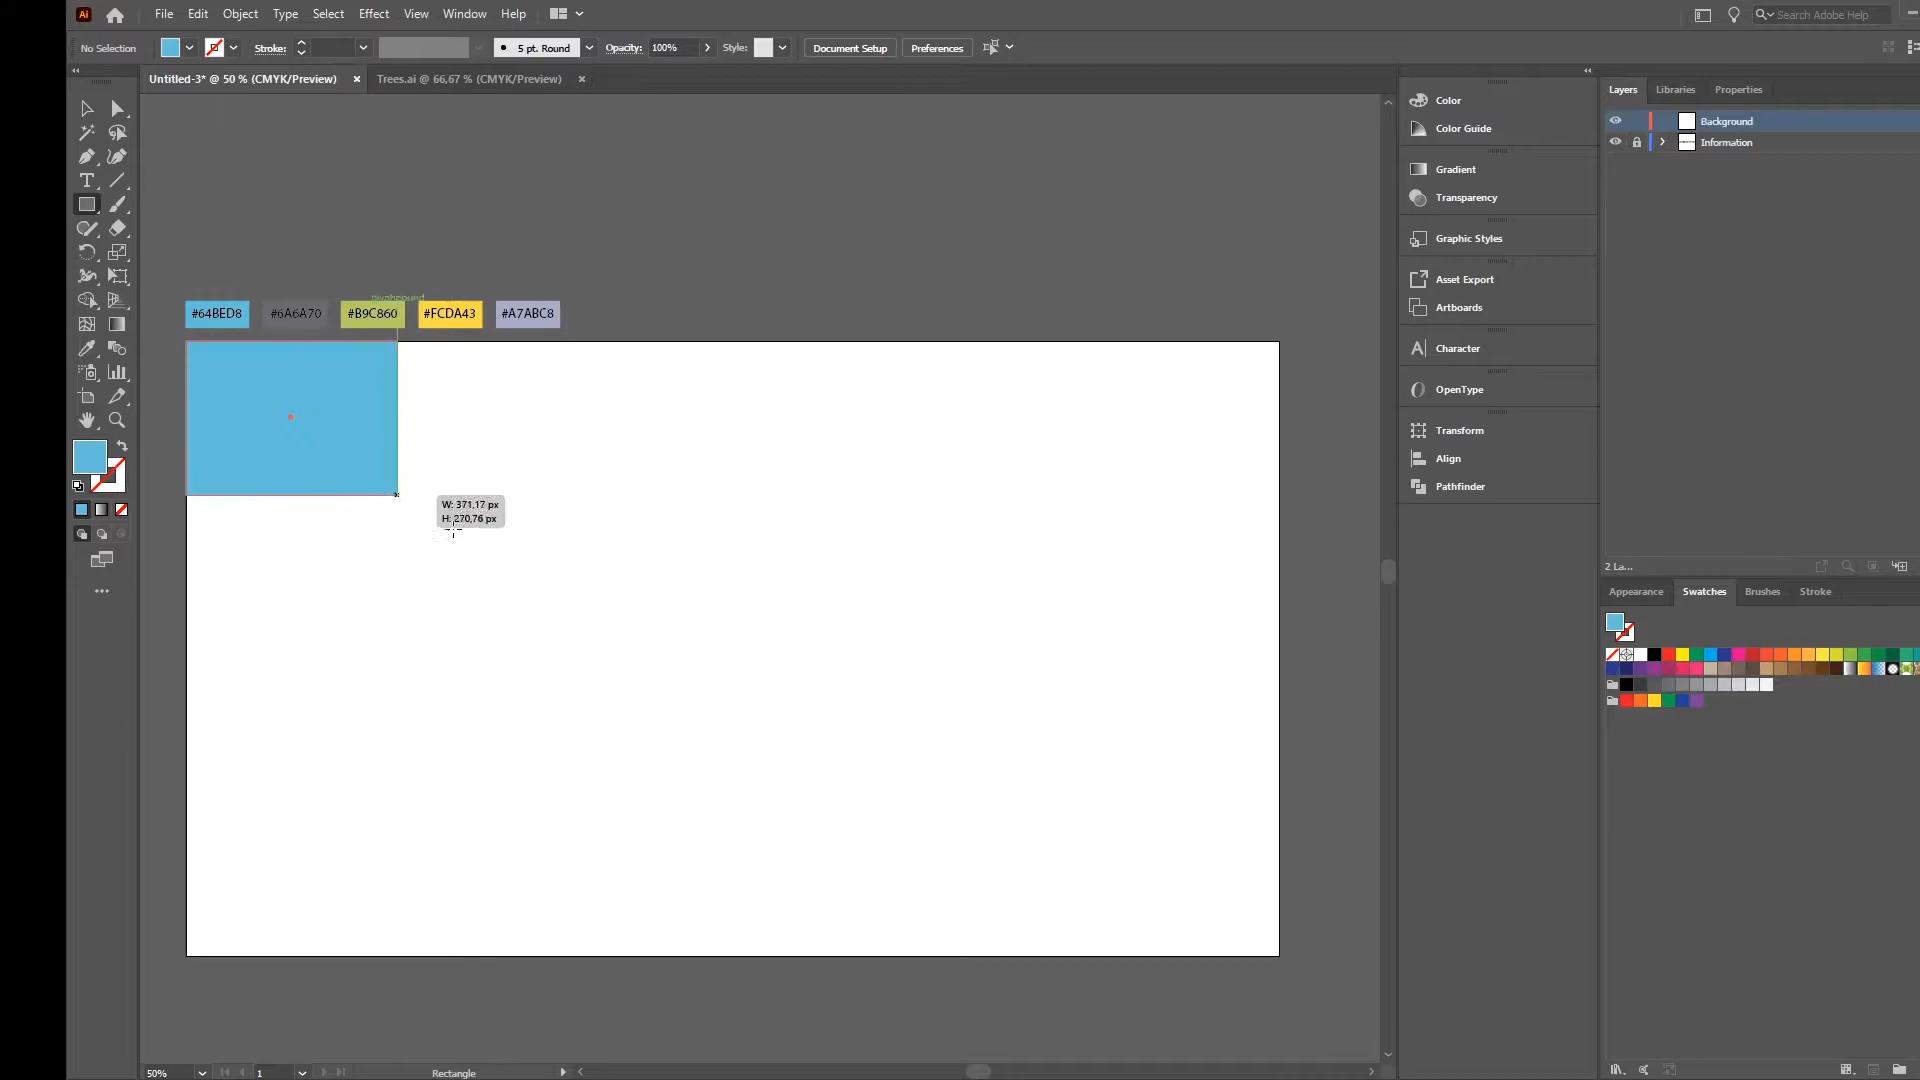 Ai File Edit Object Type Select Effect View Window Help Search Adobe Help
No Selection Stroke: 5 pt. Round Opacity: 100% Style: Document Setup Preferences
Untitled-3* @ 50 % (CMYK/Preview) × Trees.ai @ 66,67 % (CMYK/Preview) ×
Color
Color Guide
Gradient
Transparency
Graphic Styles
Asset Export
Artboards
Character
OpenType
Transform
Align
Pathfinder
Layers Libraries Properties
Background
Information
#64BED8 #6A6A70 #B9C860 #FCDA43 #A7ABC8
W: 371,17 px
H: 270,76 px
2 La...
Appearance Swatches Brushes Stroke
50% 1 Rectangle